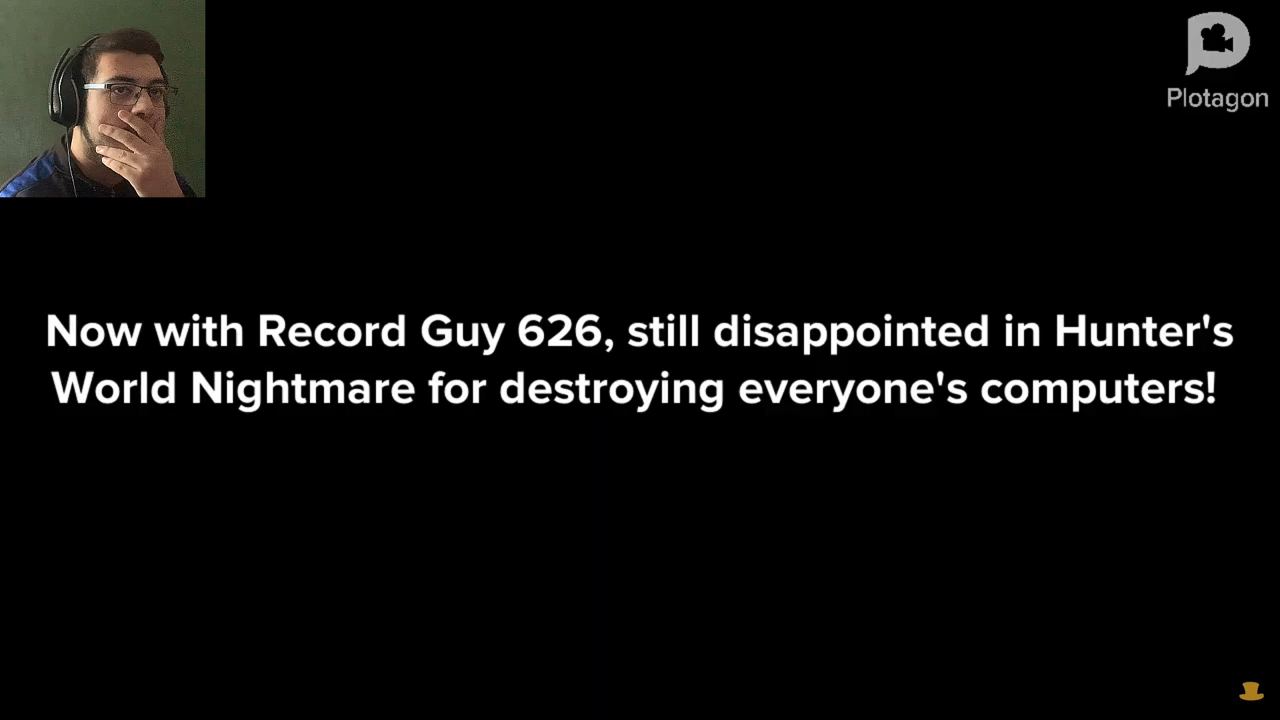 Plotagon
Now with Record Guy 626, still disappointed in Hunter's
World Nightmare for destroying everyone's computers!